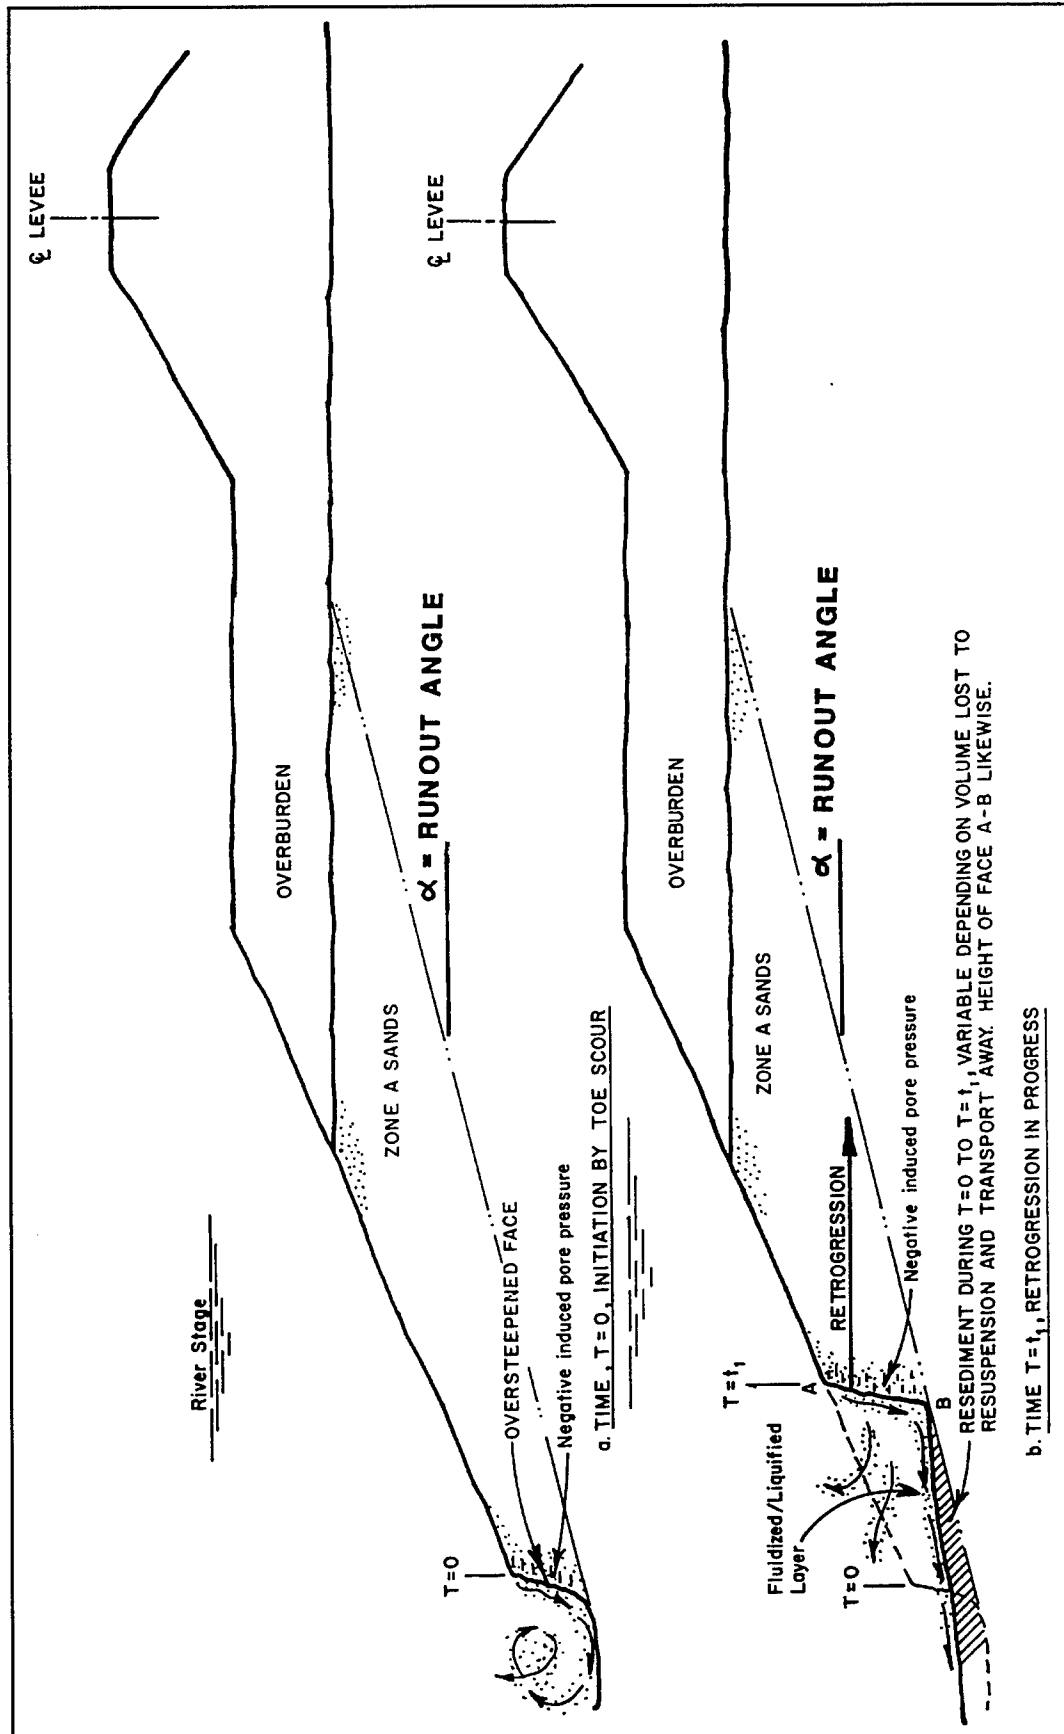 ℄ LEVEE
River Stage
OVERBURDEN
ZONE A SANDS
α = RUNOUT ANGLE
T=0
OVERSTEEPENED FACE
Negative induced pore pressure
a. TIME, T=0, INITIATION BY TOE SCOUR
℄ LEVEE
OVERBURDEN
ZONE A SANDS
α = RUNOUT ANGLE
RETROGRESSION
T=t₁
A
B
Fluidized/Liquified
Layer
T=0
Negative induced pore pressure
RESEDIMENT DURING T=0 TO T=t₁, VARIABLE DEPENDING ON VOLUME LOST TO
RESUSPENSION AND TRANSPORT AWAY. HEIGHT OF FACE A-B LIKEWISE.
b. TIME T=t₁, RETROGRESSION IN PROGRESS